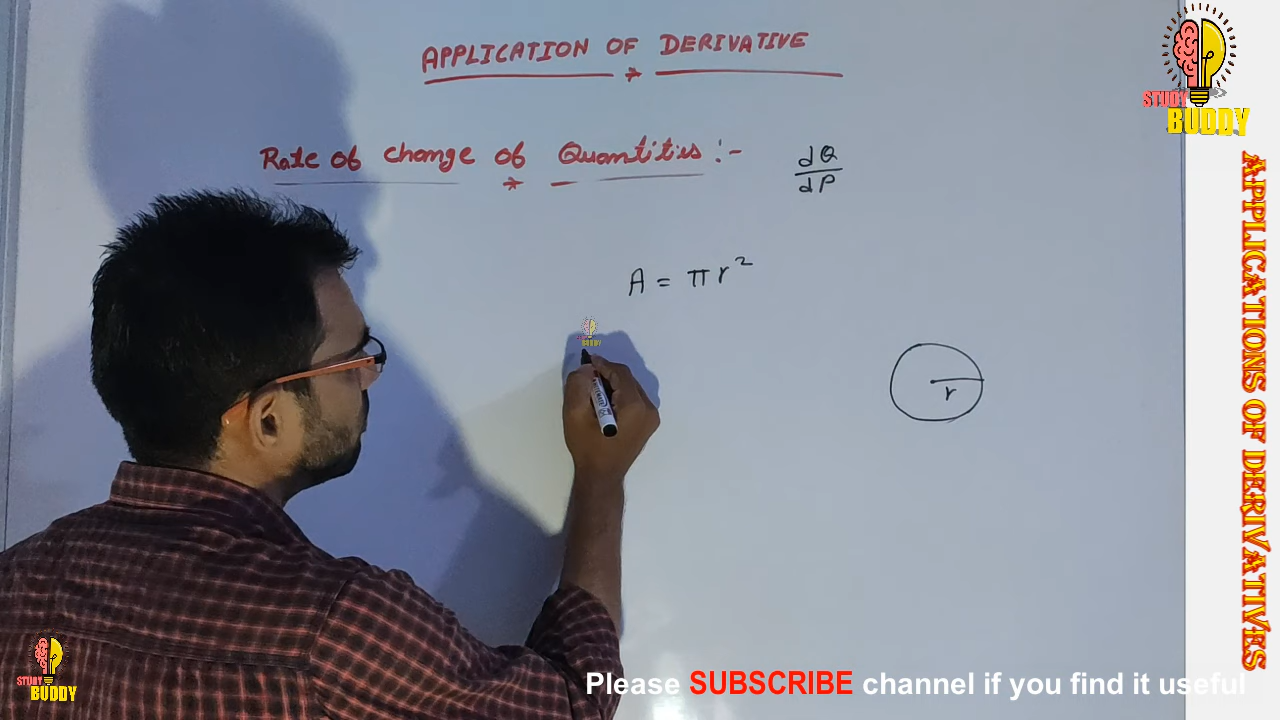 APPLICATION OF DERIVATIVE
Rate of change of Quantities :-
dQ
dP
A = πr²
r
STUDY
BUDDY
APPLICATIONS OF DERIVATIVES
STUDY
BUDDY
Please SUBSCRIBE channel if you find it useful